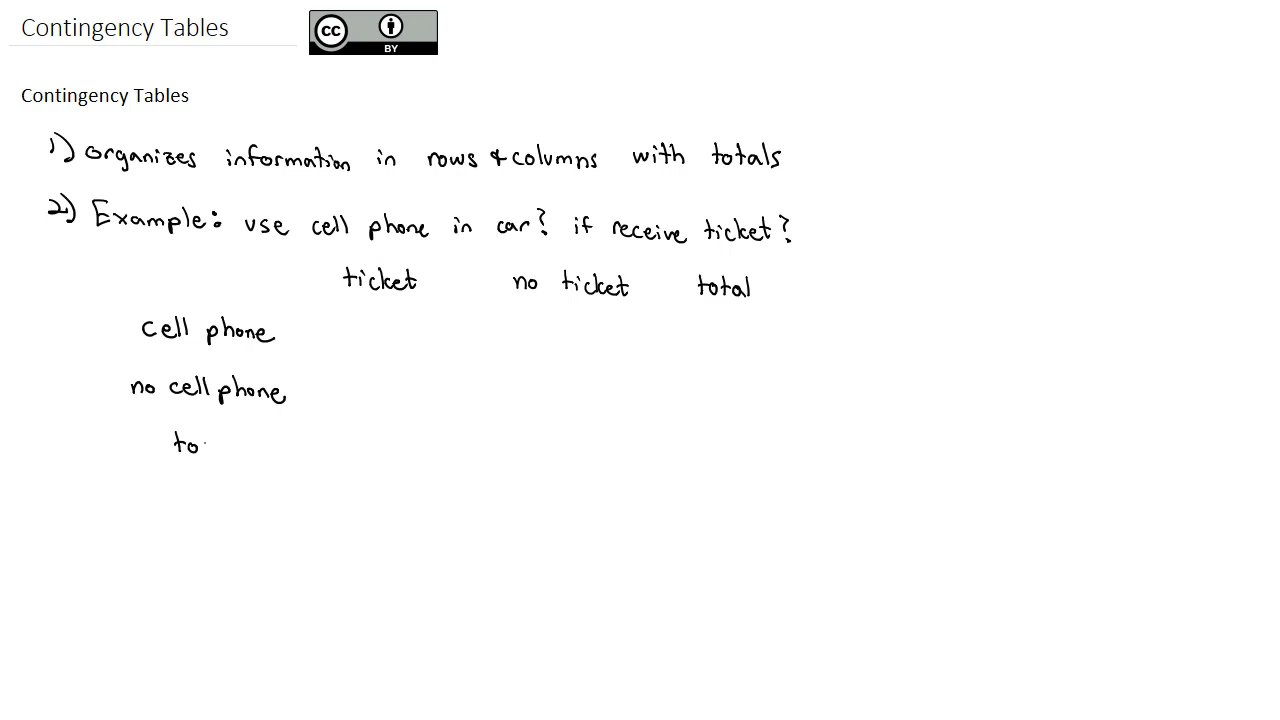 Contingency Tables
CC BY
Contingency Tables
1) organizes information in rows & columns with totals
2) Example: use cell phone in car? if receive ticket?
ticket no ticket total
cell phone
no cell phone
to